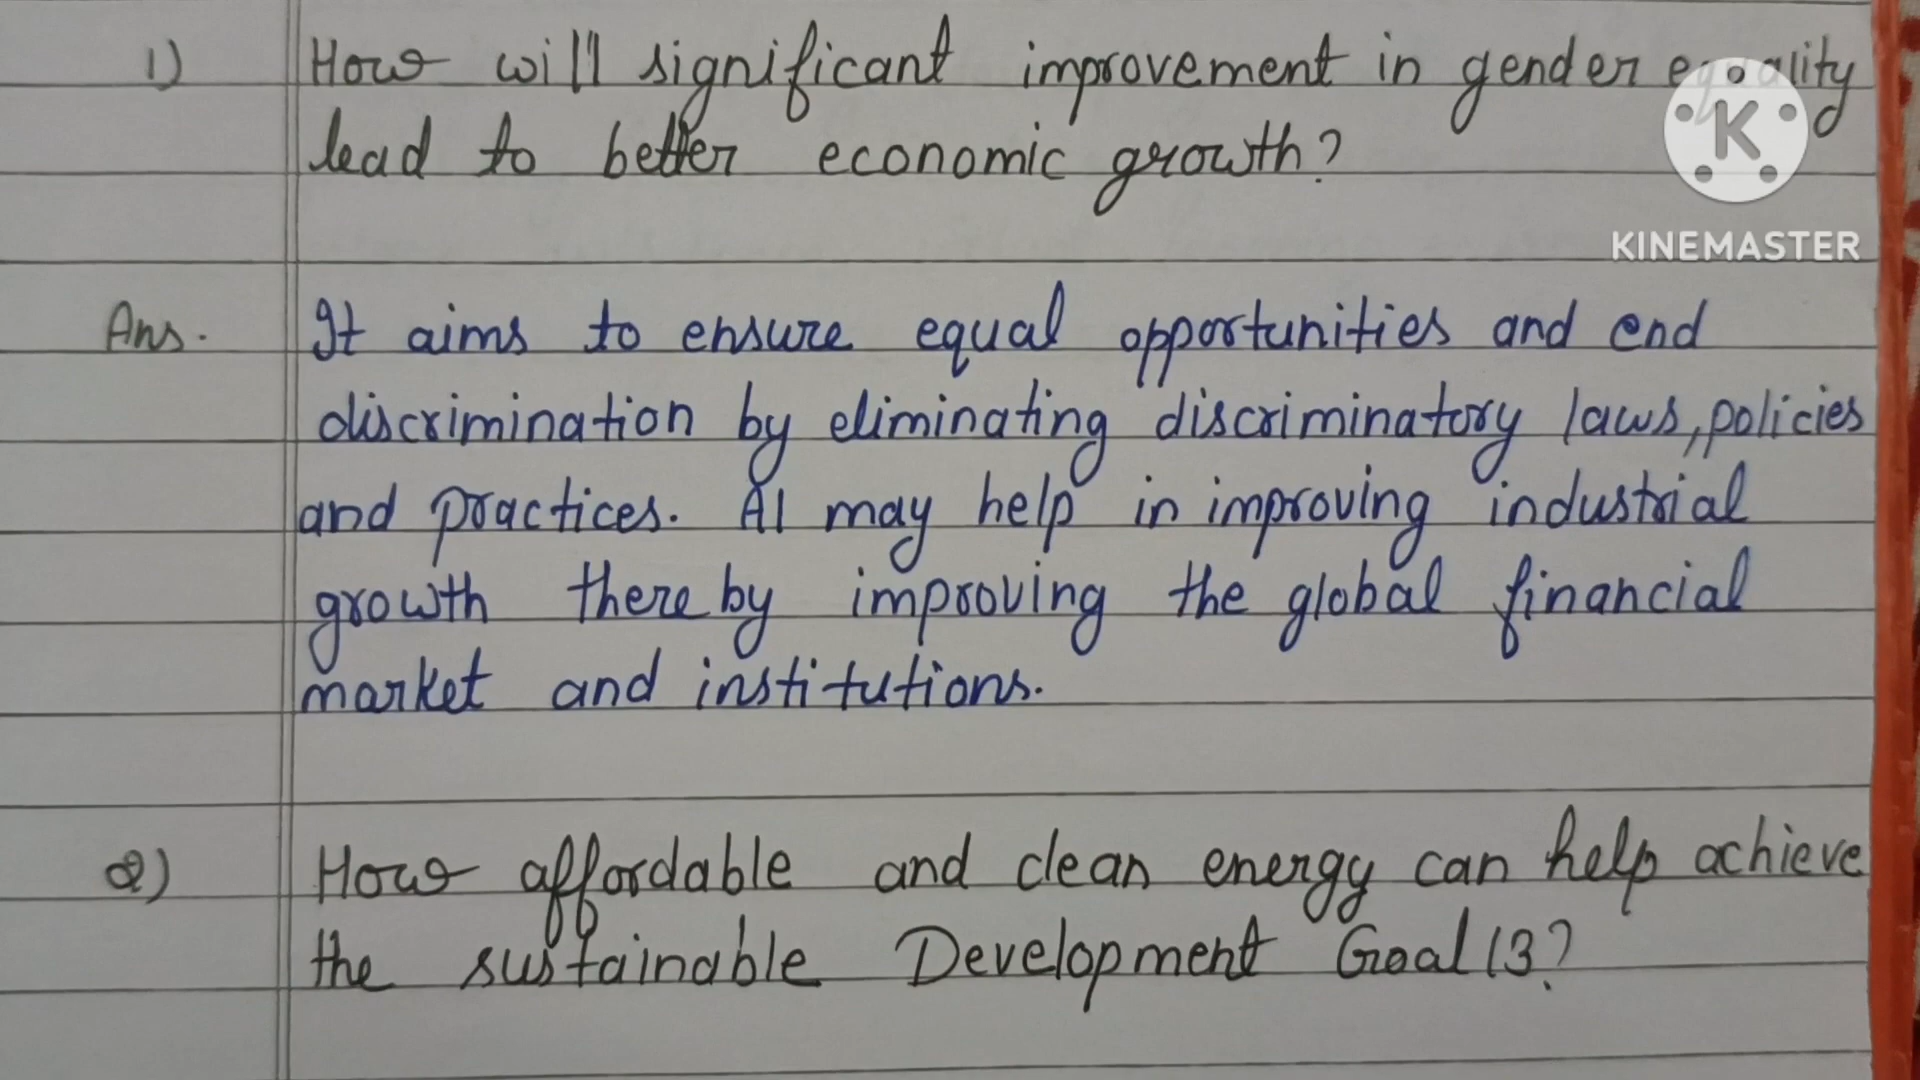 1) How will significant improvement in gender equality
lead to better economic growth?
KINEMASTER
Ans. It aims to ensure equal opportunities and end
discrimination by eliminating discriminatory laws, policies
and practices. AI may help in improving industrial
growth thereby improving the global financial
market and institutions.
2) How affordable and clean energy can help achieve
the sustainable Development Goal 13?